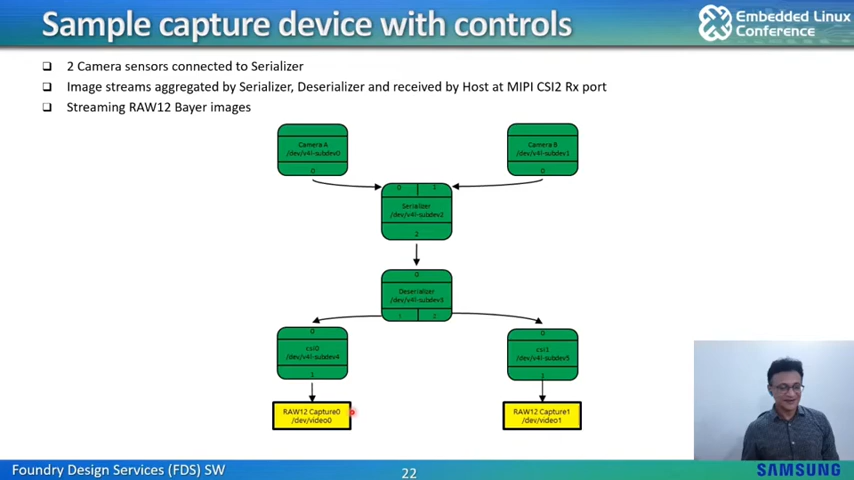 Sample capture device with controls
Embedded Linux
Conference
2 Camera sensors connected to Serializer
Image streams aggregated by Serializer, Deserializer and received by Host at MIPI CSI2 Rx port
Streaming RAW12 Bayer images
Camera A
/dev/v4l-subdev0
0
Camera B
/dev/v4l-subdev1
0
0 1
Serializer
/dev/v4l-subdev2
2
0
Deserializer
/dev/v4l-subdev3
1 2
0
csi0
/dev/v4l-subdev4
0
csi1
/dev/v4l-subdev5
RAW12 Capture0
/dev/video0
RAW12 Capture1
/dev/video1
Foundry Design Services (FDS) SW
22
SAMSUNG